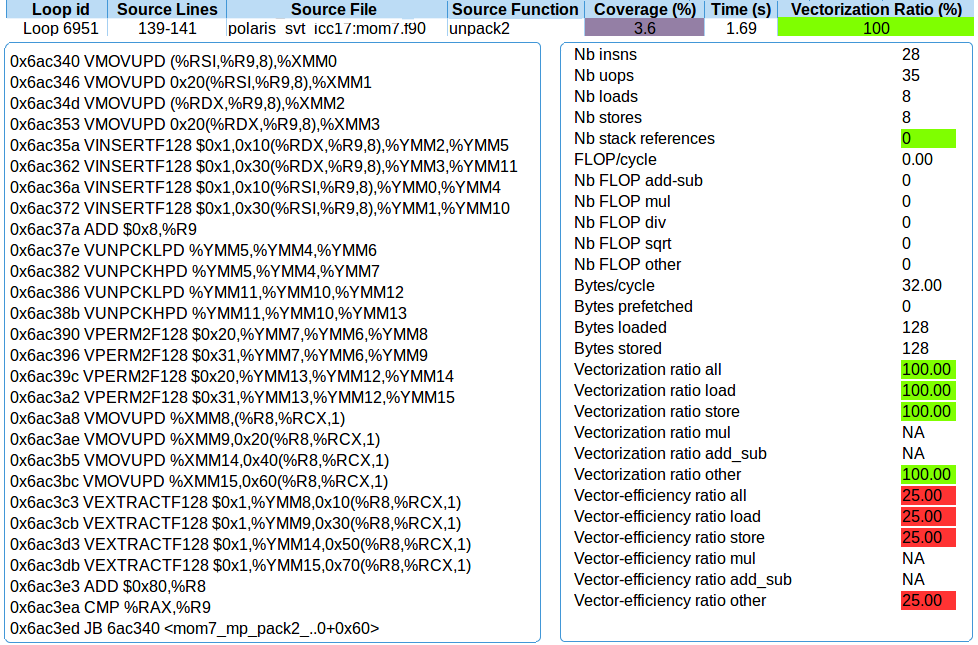 Loop id Source Lines Source File Source Function Coverage (%) Time (s) Vectorization Ratio (%)
Loop 6951 139-141 polaris_svt_icc17:mom7.f90 unpack2 3.6 1.69 100
0x6ac340 VMOVUPD (%RSI,%R9,8),%XMM0
0x6ac346 VMOVUPD 0x20(%RSI,%R9,8),%XMM1
0x6ac34d VMOVUPD (%RDX,%R9,8),%XMM2
0x6ac353 VMOVUPD 0x20(%RDX,%R9,8),%XMM3
0x6ac35a VINSERTF128 $0x1,0x10(%RDX,%R9,8),%YMM2,%YMM5
0x6ac362 VINSERTF128 $0x1,0x30(%RDX,%R9,8),%YMM3,%YMM11
0x6ac36a VINSERTF128 $0x1,0x10(%RSI,%R9,8),%YMM0,%YMM4
0x6ac372 VINSERTF128 $0x1,0x30(%RSI,%R9,8),%YMM1,%YMM10
0x6ac37a ADD $0x8,%R9
0x6ac37e VUNPCKLPD %YMM5,%YMM4,%YMM6
0x6ac382 VUNPCKHPD %YMM5,%YMM4,%YMM7
0x6ac386 VUNPCKLPD %YMM11,%YMM10,%YMM12
0x6ac38b VUNPCKHPD %YMM11,%YMM10,%YMM13
0x6ac390 VPERM2F128 $0x20,%YMM7,%YMM6,%YMM8
0x6ac396 VPERM2F128 $0x31,%YMM7,%YMM6,%YMM9
0x6ac39c VPERM2F128 $0x20,%YMM13,%YMM12,%YMM14
0x6ac3a2 VPERM2F128 $0x31,%YMM13,%YMM12,%YMM15
0x6ac3a8 VMOVUPD %XMM8,(%R8,%RCX,1)
0x6ac3ae VMOVUPD %XMM9,0x20(%R8,%RCX,1)
0x6ac3b5 VMOVUPD %XMM14,0x40(%R8,%RCX,1)
0x6ac3bc VMOVUPD %XMM15,0x60(%R8,%RCX,1)
0x6ac3c3 VEXTRACTF128 $0x1,%YMM8,0x10(%R8,%RCX,1)
0x6ac3cb VEXTRACTF128 $0x1,%YMM9,0x30(%R8,%RCX,1)
0x6ac3d3 VEXTRACTF128 $0x1,%YMM14,0x50(%R8,%RCX,1)
0x6ac3db VEXTRACTF128 $0x1,%YMM15,0x70(%R8,%RCX,1)
0x6ac3e3 ADD $0x80,%R8
0x6ac3ea CMP %RAX,%R9
0x6ac3ed JB 6ac340 <mom7_mp_pack2_..0+0x60>
Nb insns 28
Nb uops 35
Nb loads 8
Nb stores 8
Nb stack references 0
FLOP/cycle 0.00
Nb FLOP add-sub 0
Nb FLOP mul 0
Nb FLOP div 0
Nb FLOP sqrt 0
Nb FLOP other 0
Bytes/cycle 32.00
Bytes prefetched 0
Bytes loaded 128
Bytes stored 128
Vectorization ratio all 100.00
Vectorization ratio load 100.00
Vectorization ratio store 100.00
Vectorization ratio mul NA
Vectorization ratio add_sub NA
Vectorization ratio other 100.00
Vector-efficiency ratio all 25.00
Vector-efficiency ratio load 25.00
Vector-efficiency ratio store 25.00
Vector-efficiency ratio mul NA
Vector-efficiency ratio add_sub NA
Vector-efficiency ratio other 25.00